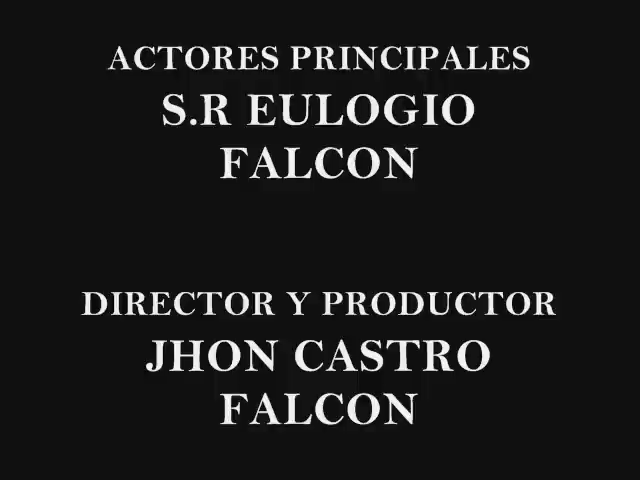 ACTORES PRINCIPALES
S.R EULOGIO
FALCON
DIRECTOR Y PRODUCTOR
JHON CASTRO
FALCON